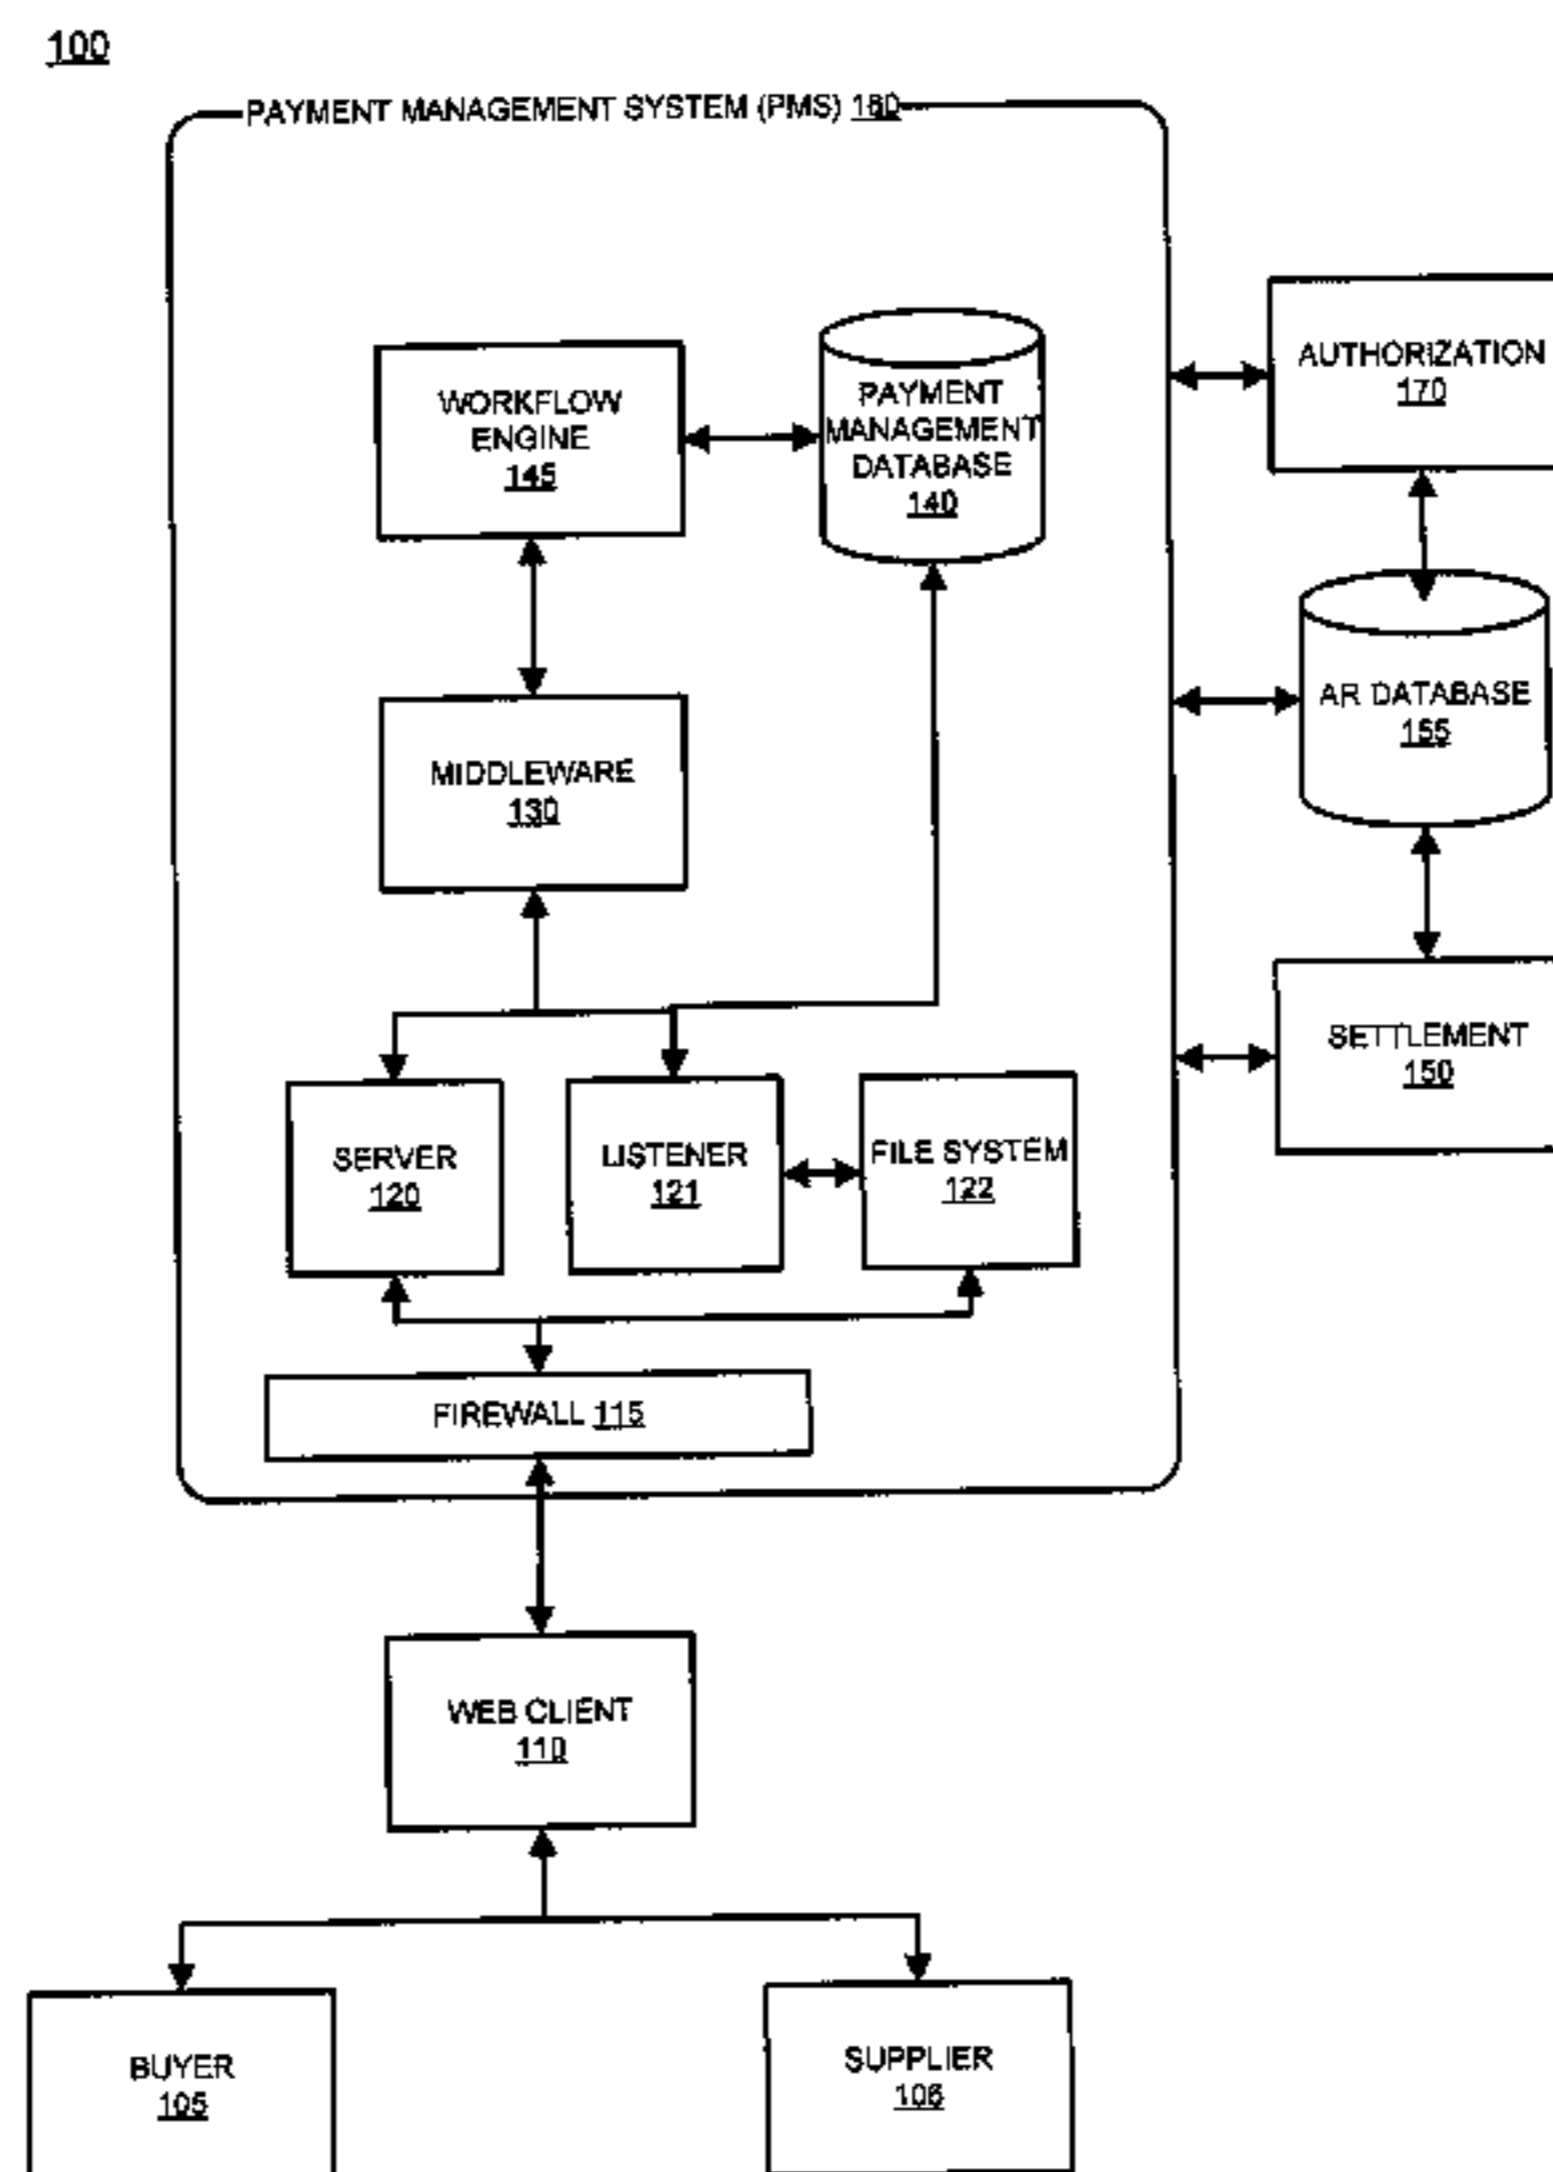 100
PAYMENT MANAGEMENT SYSTEM (PMS) 160
AUTHORIZATION
170
WORKFLOW
ENGINE
145
PAYMENT
MANAGEMENT
DATABASE
140
AR DATABASE
155
MIDDLEWARE
130
SETTLEMENT
150
SERVER
120
LISTENER
121
FILE SYSTEM
122
FIREWALL 115
WEB CLIENT
110
BUYER
105
SUPPLIER
106